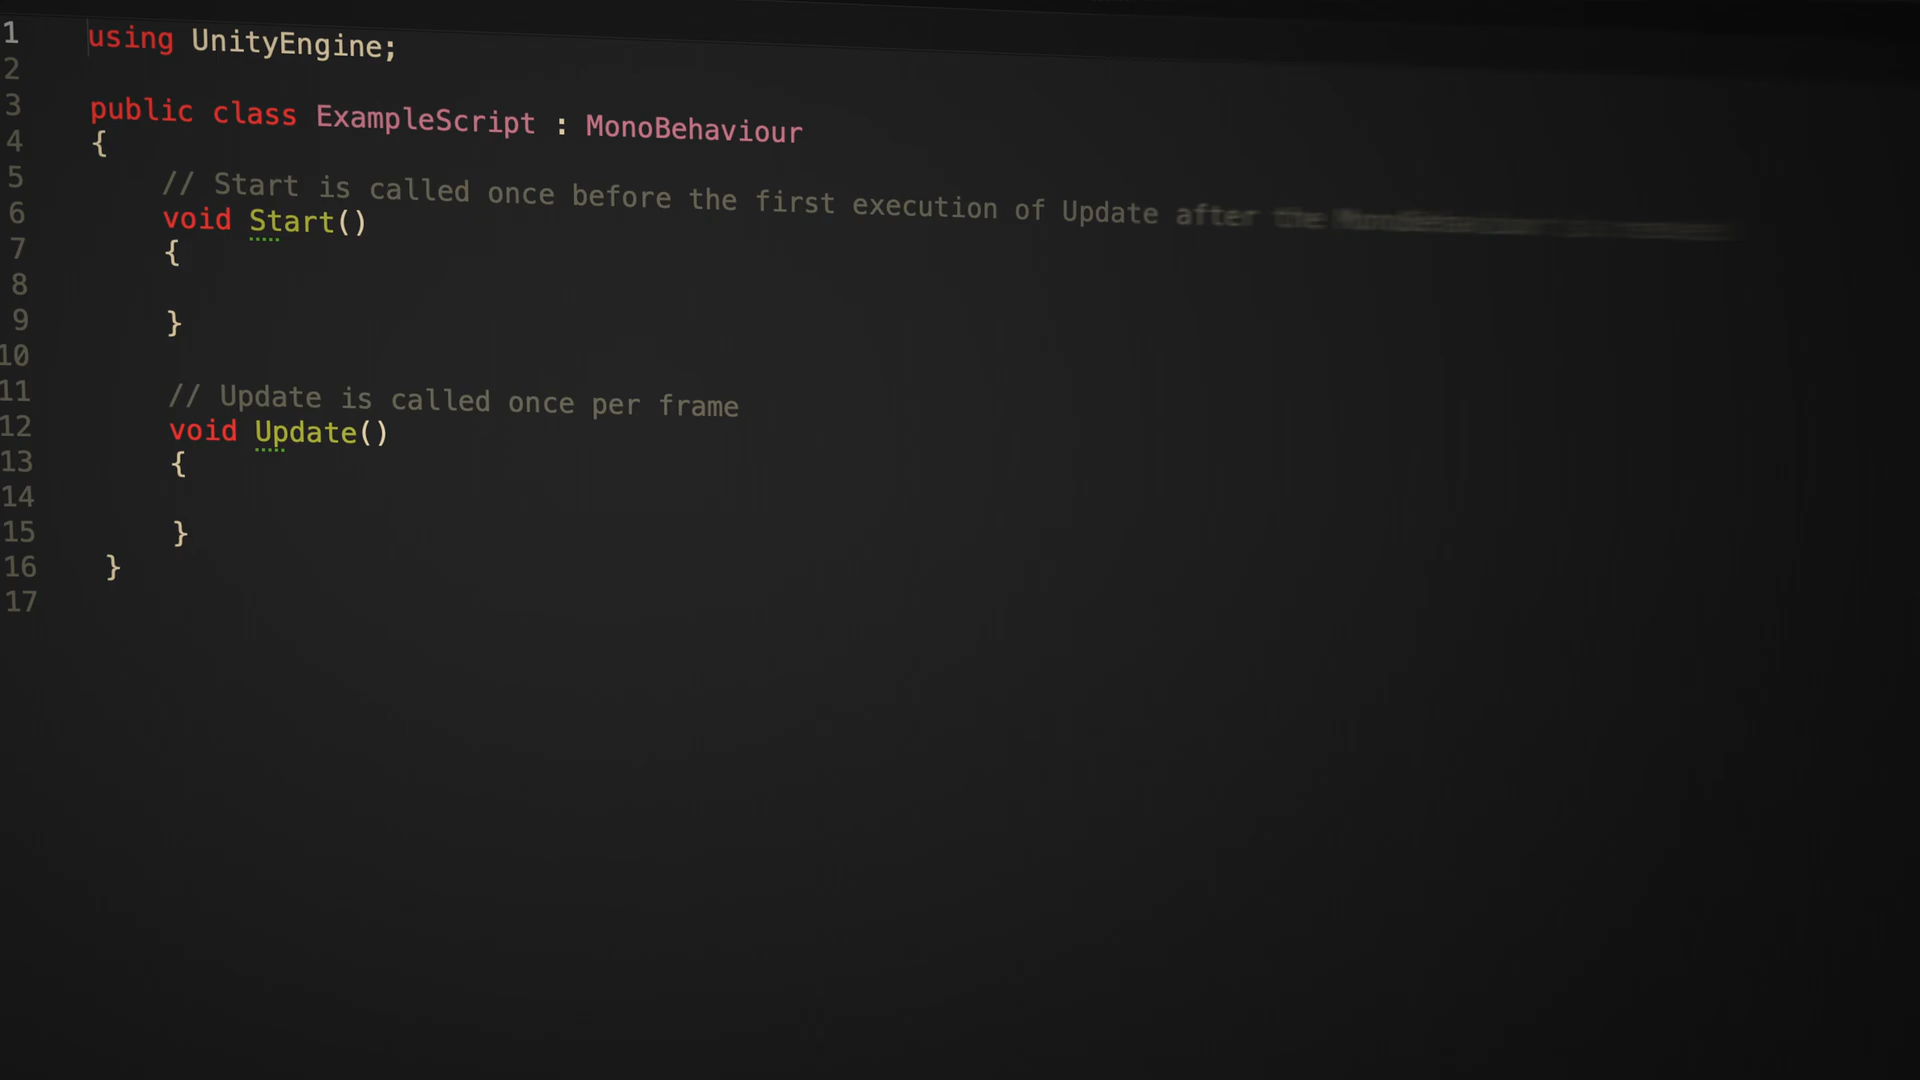 1 using UnityEngine;
2
3 public class ExampleScript : MonoBehaviour
4 {
5 // Start is called once before the first execution of Update after the
6 void Start()
7 {
8
9 }
10
11 // Update is called once per frame
12 void Update()
13 {
14
15 }
16 }
17